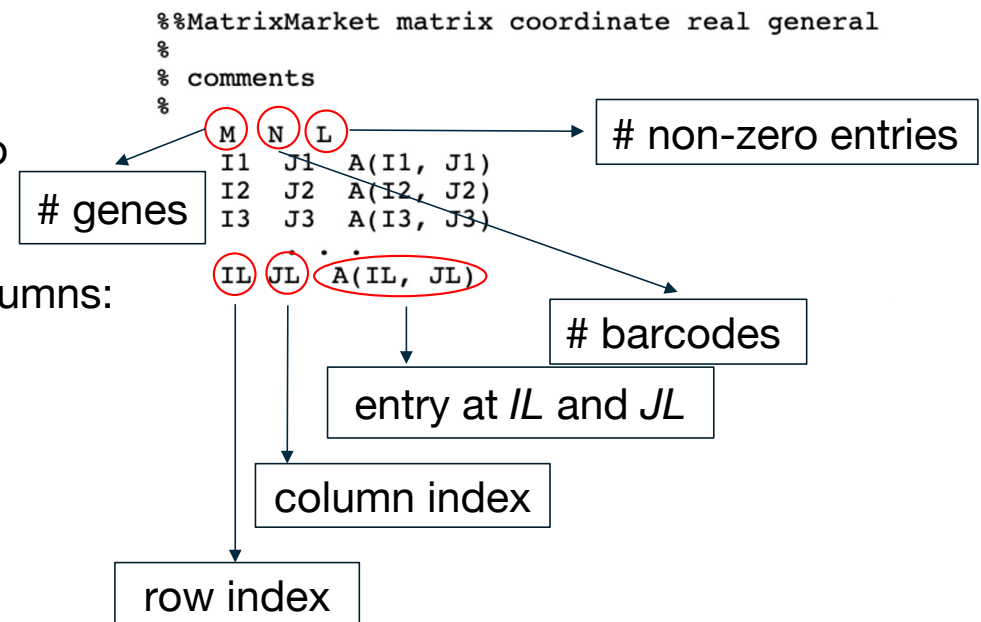 %%MatrixMarket matrix coordinate real general
%
% comments
%
M N L
I1 J1 A(I1, J1)
I2 J2 A(I2, J2)
I3 J3 A(I3, J3)
. . .
IL JL A(IL, JL)
# non-zero entries
# genes
umns:
# barcodes
entry at IL and JL
column index
row index